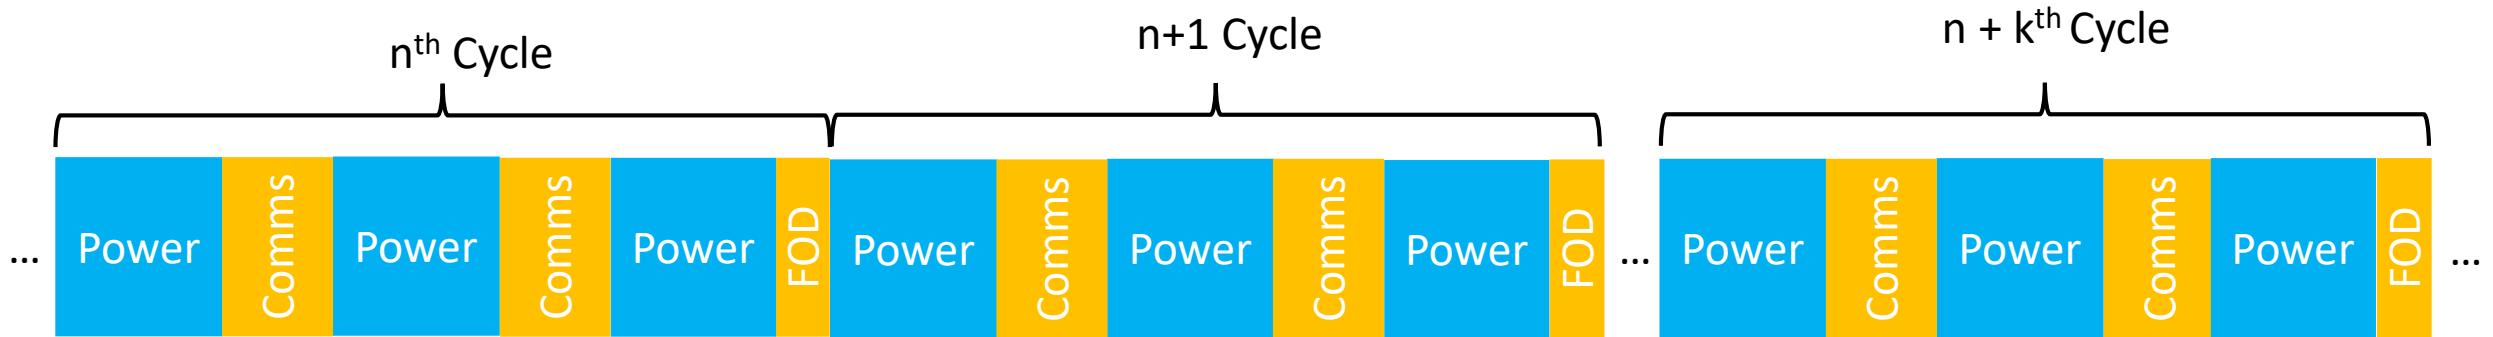 nth Cycle
n+1 Cycle
n + kth Cycle
... Power Comms Power Comms Power FOD Power Comms Power Comms Power FOD ... Power Comms Power Comms Power FOD ...